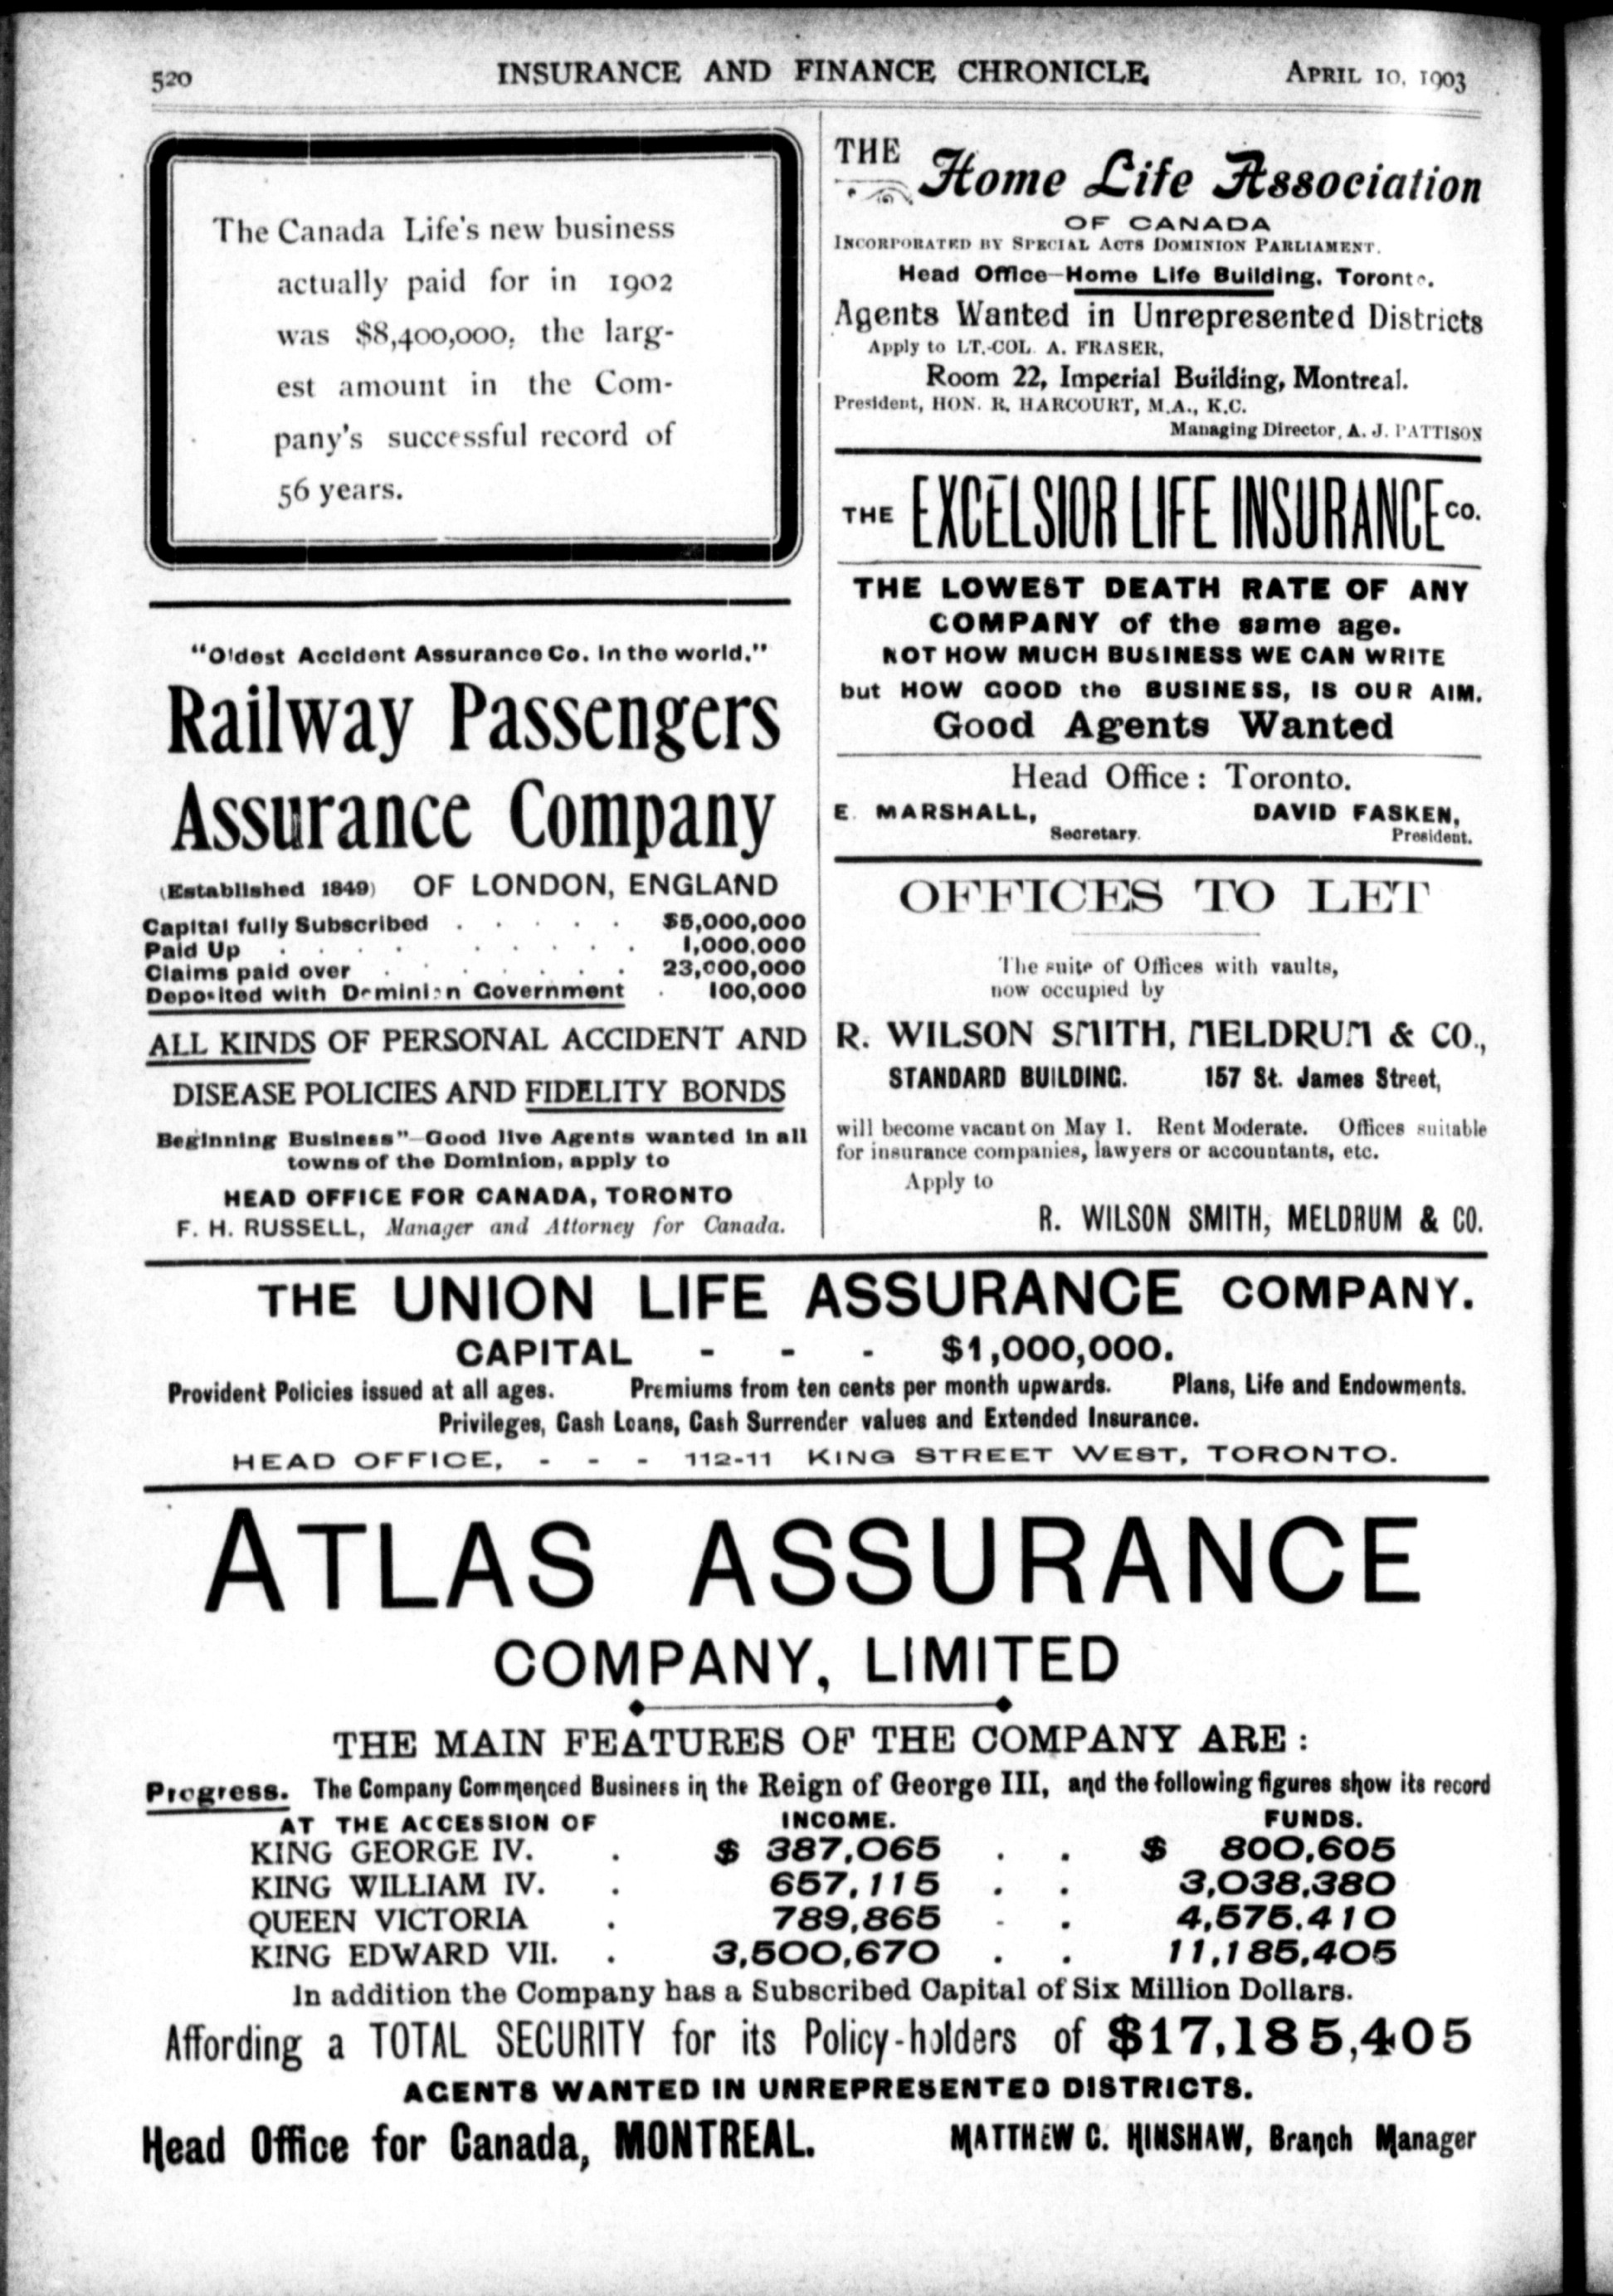 520 INSURANCE AND FINANCE CHRONICLE APRIL 10, 1903
The Canada Life's new business
actually paid for in 1902
was $8,400,000, the larg-
est amount in the Com-
pany's successful record of
56 years.
"Oldest Accident Assurance Co. in the world."
Railway Passengers
Assurance Company
(Established 1849) OF LONDON, ENGLAND
Capital fully Subscribed . . . . . $5,000,000
Paid Up . . . . . . . . 1,000,000
Claims paid over . . . . . . . 23,000,000
Deposited with Dominion Government . 100,000
ALL KINDS OF PERSONAL ACCIDENT AND
DISEASE POLICIES AND FIDELITY BONDS
Beginning Business"—Good live Agents wanted in all
towns of the Dominion, apply to
HEAD OFFICE FOR CANADA, TORONTO
F. H. RUSSELL, Manager and Attorney for Canada.
THE
Home Life Association
OF CANADA
INCORPORATED BY SPECIAL ACTS DOMINION PARLIAMENT.
Head Office—Home Life Building, Toronto.
Agents Wanted in Unrepresented Districts
Apply to LT.-COL. A. FRASER,
Room 22, Imperial Building, Montreal.
President, HON. R. HARCOURT, M.A., K.C.
Managing Director, A. J. PATTISON
THE EXCELSIOR LIFE INSURANCE CO.
THE LOWEST DEATH RATE OF ANY
COMPANY of the same age.
NOT HOW MUCH BUSINESS WE CAN WRITE
but HOW GOOD the BUSINESS, IS OUR AIM.
Good Agents Wanted
Head Office: Toronto.
E. MARSHALL, DAVID FASKEN,
Secretary. President.
OFFICES TO LET
The suite of Offices with vaults,
now occupied by
R. WILSON SMITH, MELDRUM & CO.,
STANDARD BUILDING. 157 St. James Street,
will become vacant on May 1. Rent Moderate. Offices suitable
for insurance companies, lawyers or accountants, etc.
Apply to
R. WILSON SMITH, MELDRUM & CO.
THE UNION LIFE ASSURANCE COMPANY.
CAPITAL - - - $1,000,000.
Provident Policies issued at all ages. Premiums from ten cents per month upwards. Plans, Life and Endowments.
Privileges, Cash Loans, Cash Surrender values and Extended Insurance.
HEAD OFFICE, - - - 112-11 KING STREET WEST, TORONTO.
ATLAS ASSURANCE
COMPANY, LIMITED
THE MAIN FEATURES OF THE COMPANY ARE:
Progress. The Company Commenced Business in the Reign of George III, and the following figures show its record
AT THE ACCESSION OF INCOME. FUNDS.
KING GEORGE IV. . $ 387,065 . . $ 800,605
KING WILLIAM IV. . 657,115 . . 3,038,380
QUEEN VICTORIA . 789,865 . . 4,575,410
KING EDWARD VII. . 3,500,670 . . 11,185,405
In addition the Company has a Subscribed Capital of Six Million Dollars.
Affording a TOTAL SECURITY for its Policy-holders of $17,185,405
AGENTS WANTED IN UNREPRESENTED DISTRICTS.
Head Office for Canada, MONTREAL. MATTHEW C. HINSHAW, Branch Manager